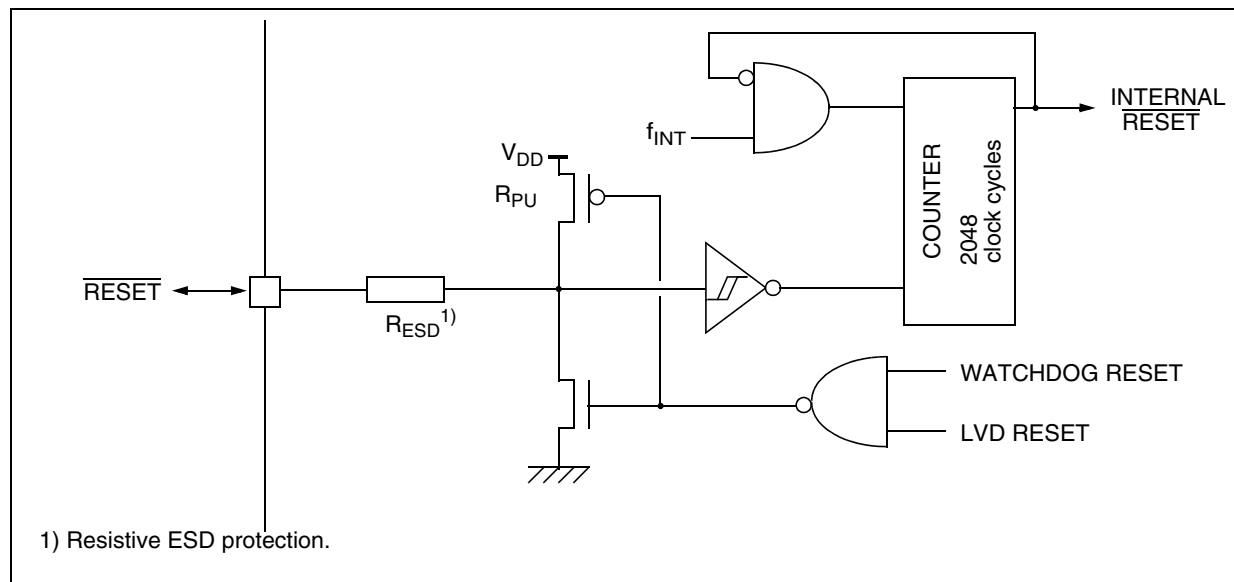 INTERNAL
RESET
fINT
VDD
RPU
COUNTER
2048
clock cycles
RESET
RESD1)
WATCHDOG RESET
LVD RESET
1) Resistive ESD protection.